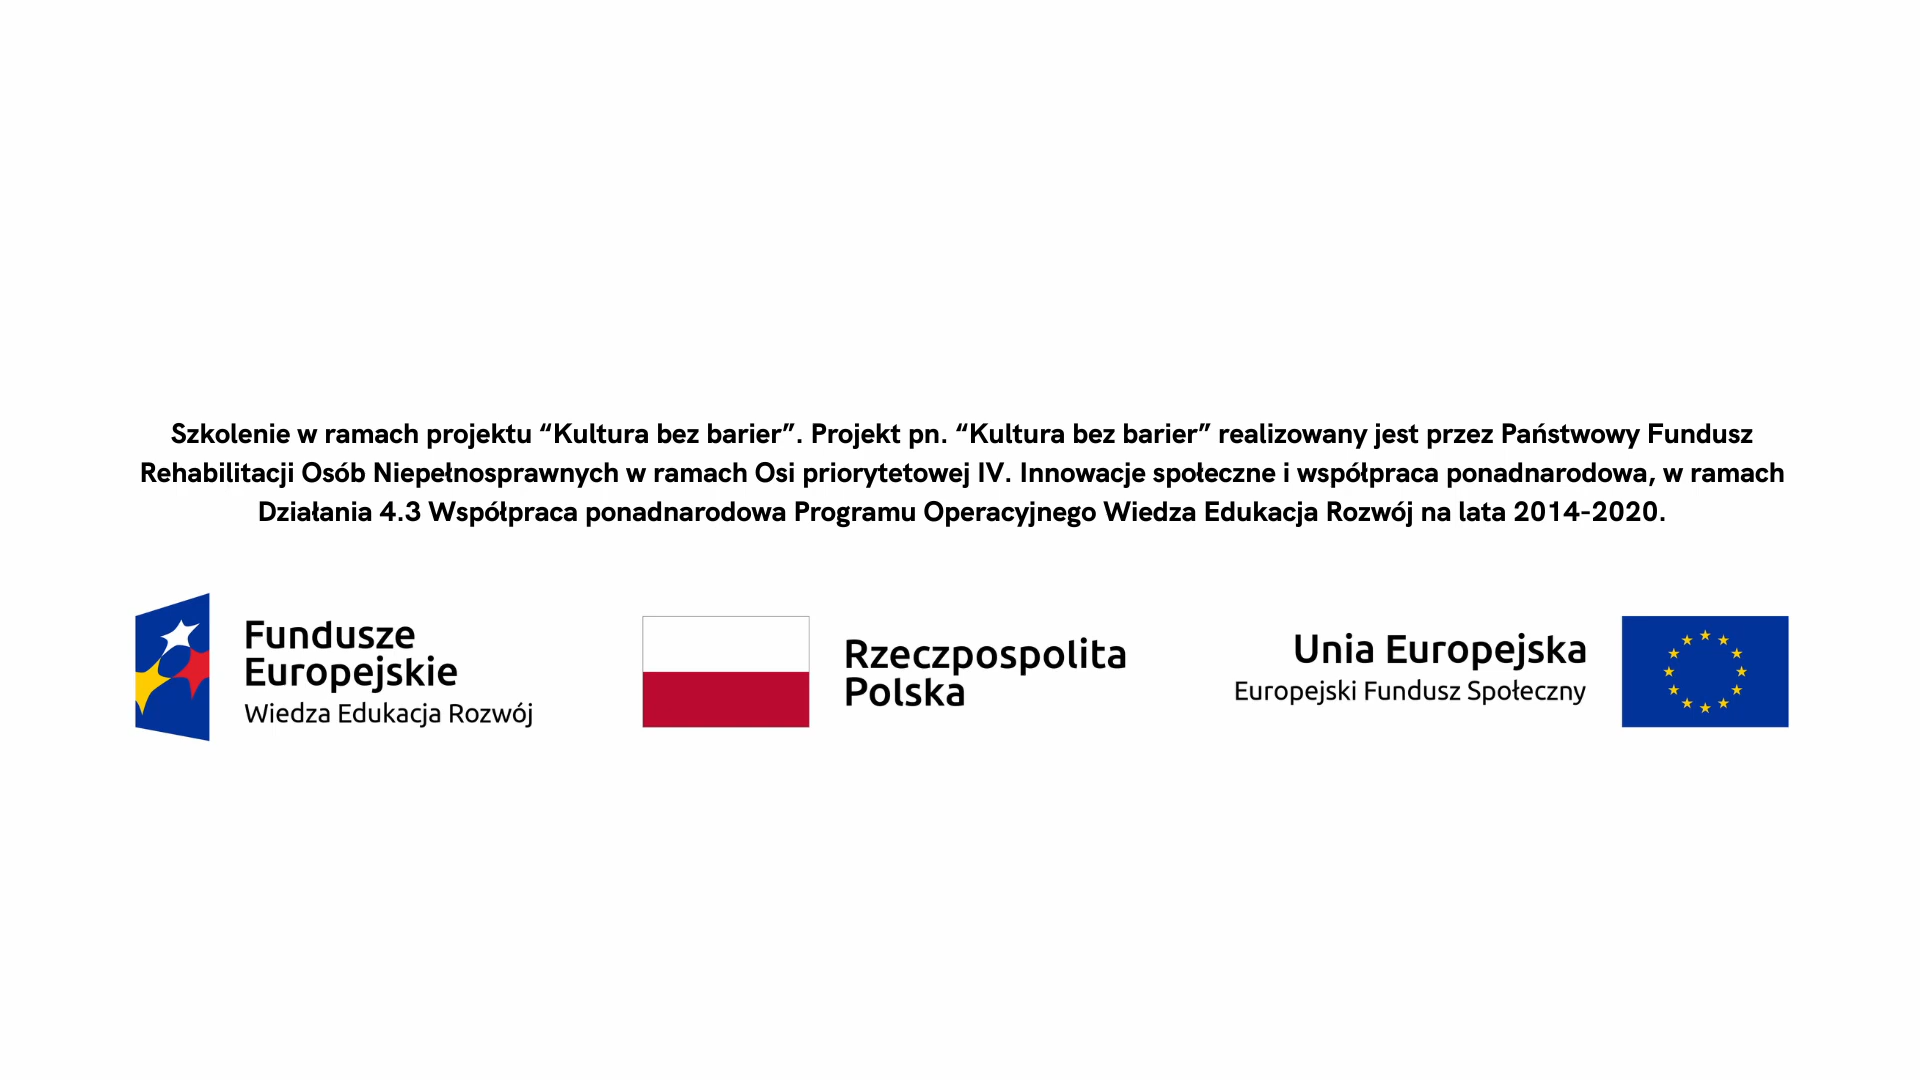 Szkolenie w ramach projektu “Kultura bez barier”. Projekt pn. “Kultura bez barier” realizowany jest przez Państwowy Fundusz
Rehabilitacji Osób Niepełnosprawnych w ramach Osi priorytetowej IV. Innowacje społeczne i współpraca ponadnarodowa, w ramach
Działania 4.3 Współpraca ponadnarodowa Programu Operacyjnego Wiedza Edukacja Rozwój na lata 2014-2020.
Fundusze
Europejskie
Wiedza Edukacja Rozwój
Rzeczpospolita
Polska
Unia Europejska
Europejski Fundusz Społeczny